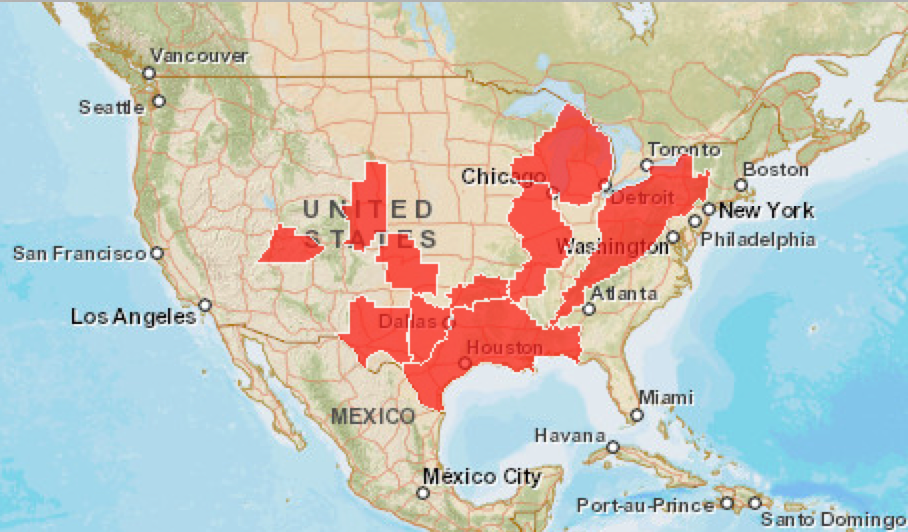 Vancouver
Seattle
Toronto
Boston
Chicago
Detroit
UNITED
STATES
New York
Washington
Philadelphia
San Francisco
Los Angeles
Atlanta
Dallas
Houston
Miami
MEXICO
Havana
México City
Port-au-Prince
Santo Domingo